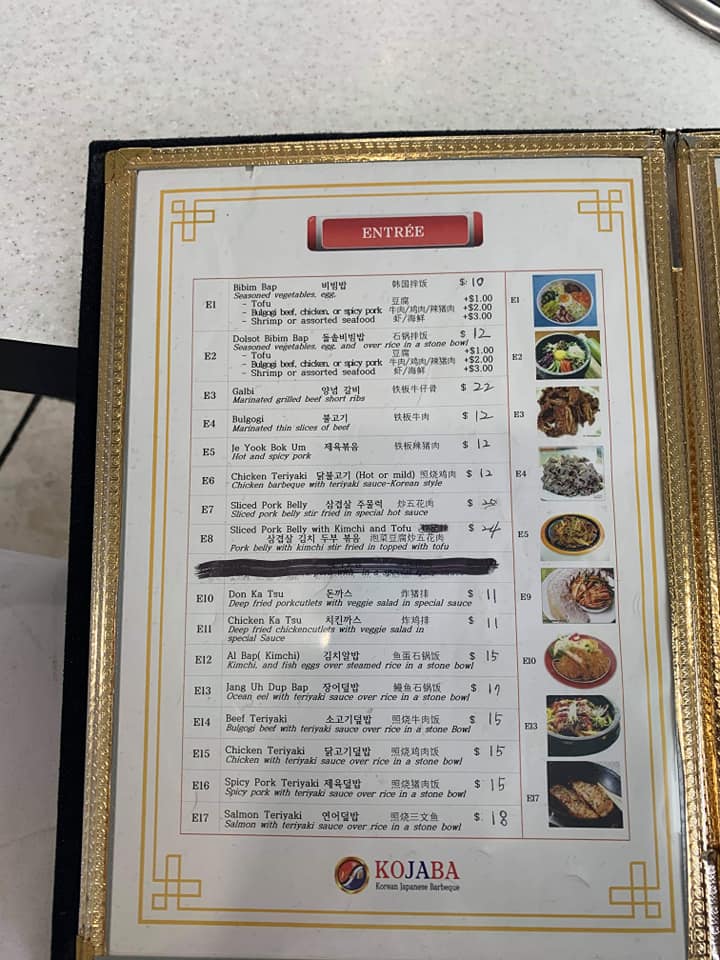 ENTRÉE
Bibim Bap 비빔밥 韩国拌饭 $ 10
E1 Seasoned vegetables, egg, E1
- Tofu 豆腐 +$1.00
- Bulgogi beef, chicken, or spicy pork 牛肉/鸡肉/辣猪肉 +$2.00
- Shrimp or assorted seafood 虾/海鲜 +$3.00
Dolsot Bibim Bap 돌솥비빔밥 石锅拌饭 $ 12
E2 Seasoned vegetables, egg, and over rice in a stone bowl E2
- Tofu 豆腐 +$1.00
- Bulgogi beef, chicken, or spicy pork 牛肉/鸡肉/辣猪肉 +$2.00
- Shrimp or assorted seafood 虾/海鲜 +$3.00
E3 Galbi 양념 갈비 铁板牛仔骨 $ 22
Marinated grilled beef short ribs E3
E4 Bulgogi 불고기 铁板牛肉 $ 12
Marinated thin slices of beef
E5 Je Yook Bok Um 제육볶음 铁板辣猪肉 $ 12
Hot and spicy pork
E6 Chicken Teriyaki 닭불고기 (Hot or mild) 照烧鸡肉 $ 12 E4
Chicken barbeque with teriyaki sauce-Korean style
E7 Sliced Pork Belly 삼겹살 주물럭 炒五花肉 $
Sliced pork belly stir fried in special hot sauce
Sliced Pork Belly with Kimchi and Tofu $ 24 E5
E8 삼겹살 김치 두부 볶음 泡菜豆腐炒五花肉
Pork belly with kimchi stir fried in topped with tofu
E10 Don Ka Tsu 돈까스 炸猪排 $ 11 E9
Deep fried porkcutlets with veggie salad in special sauce
E11 Chicken Ka Tsu 치킨까스 炸鸡排 $ 11
Deep fried chickencutlets with veggie salad in
special Sauce
E12 Al Bap( Kimchi) 김치알밥 鱼蛋石锅饭 $ 15 E10
Kimchi, and fish eggs over steamed rice in a stone bowl
E13 Jang Uh Dup Bap 장어덮밥 鳗鱼石锅饭 $ 17
Ocean eel with teriyaki sauce over rice in a stone bowl
E14 Beef Teriyaki 소고기덮밥 照烧牛肉饭 $ 15 E13
Bulgogi beef with teriyaki sauce over rice in a stone Bowl
E15 Chicken Teriyaki 닭고기덮밥 照烧鸡肉饭 $ 15
Chicken with teriyaki sauce over rice in a stone bowl
E16 Spicy Pork Teriyaki 제육덮밥 照烧猪肉饭 $ 15
Spicy pork with teriyaki sauce over rice in a stone bowl E17
E17 Salmon Teriyaki 연어덮밥 照烧三文鱼 $ 18
Salmon with teriyaki sauce over rice in a stone bowl
KOJABA
Korean Japanese Barbeque